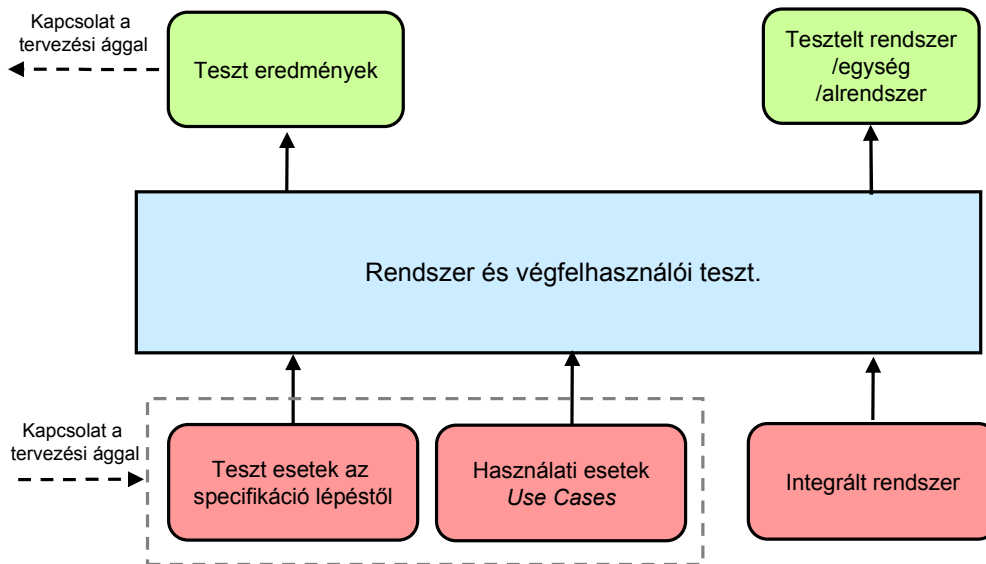 Kapcsolat a
tervezési ággal
Teszt eredmények
Tesztelt rendszer
/egység
/alrendszer
Rendszer és végfelhasználói teszt.
Kapcsolat a
tervezési ággal
Teszt esetek az
specifikáció lépéstől
Használati esetek
Use Cases
Integrált rendszer